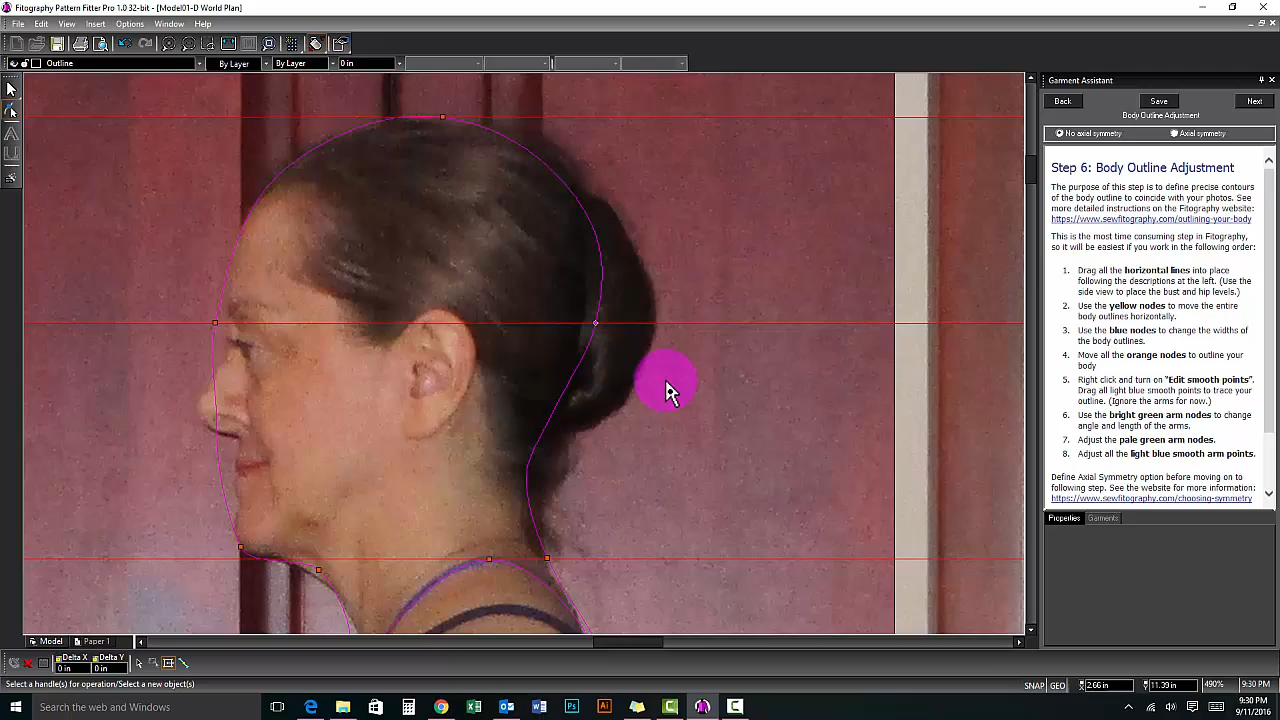 Fitography Pattern Fitter Pro 1.0 32-bit - [Model01-D World Plan]
File Edit View Insert Options Window Help
Outline By Layer By Layer 0 in
Garment Assistant
Back Save Next
Body Outline Adjustment
No axial symmetry Axial symmetry
Step 6: Body Outline Adjustment
The purpose of this step is to define precise contours
of the body outline to coincide with your photos. See
more detailed instructions on the Fitography website:
https://www.sewfitography.com/outlining-your-body
This is the most time consuming step in Fitography,
so it will be easiest if you work in the following order:
1. Drag all the horizontal lines into place
following the descriptions at the left. (Use the
side view to place the bust and hip levels.)
2. Use the yellow nodes to move the entire
body outlines horizontally.
3. Use the blue nodes to change the widths of
the body outlines.
4. Move all the orange nodes to outline your
body
5. Right click and turn on "Edit smooth points".
Drag all light blue smooth points to trace your
outline. (Ignore the arms for now.)
6. Use the bright green arm nodes to change
angle and length of the arms.
7. Adjust the pale green arm nodes.
8. Adjust all the light blue smooth arm points.
Define Axial Symmetry option before moving on to
following step. See the website for more information:
https://www.sewfitography.com/choosing-symmetry
Properties Garments
Model Paper 1
Delta X Delta Y
0 in 0 in
Select a handle(s) for operation/Select a new object(s)
SNAP GEO X 2.66 in Y 11.39 in 490% 9:30 PM
Search the web and Windows
9:30 PM
9/11/2016